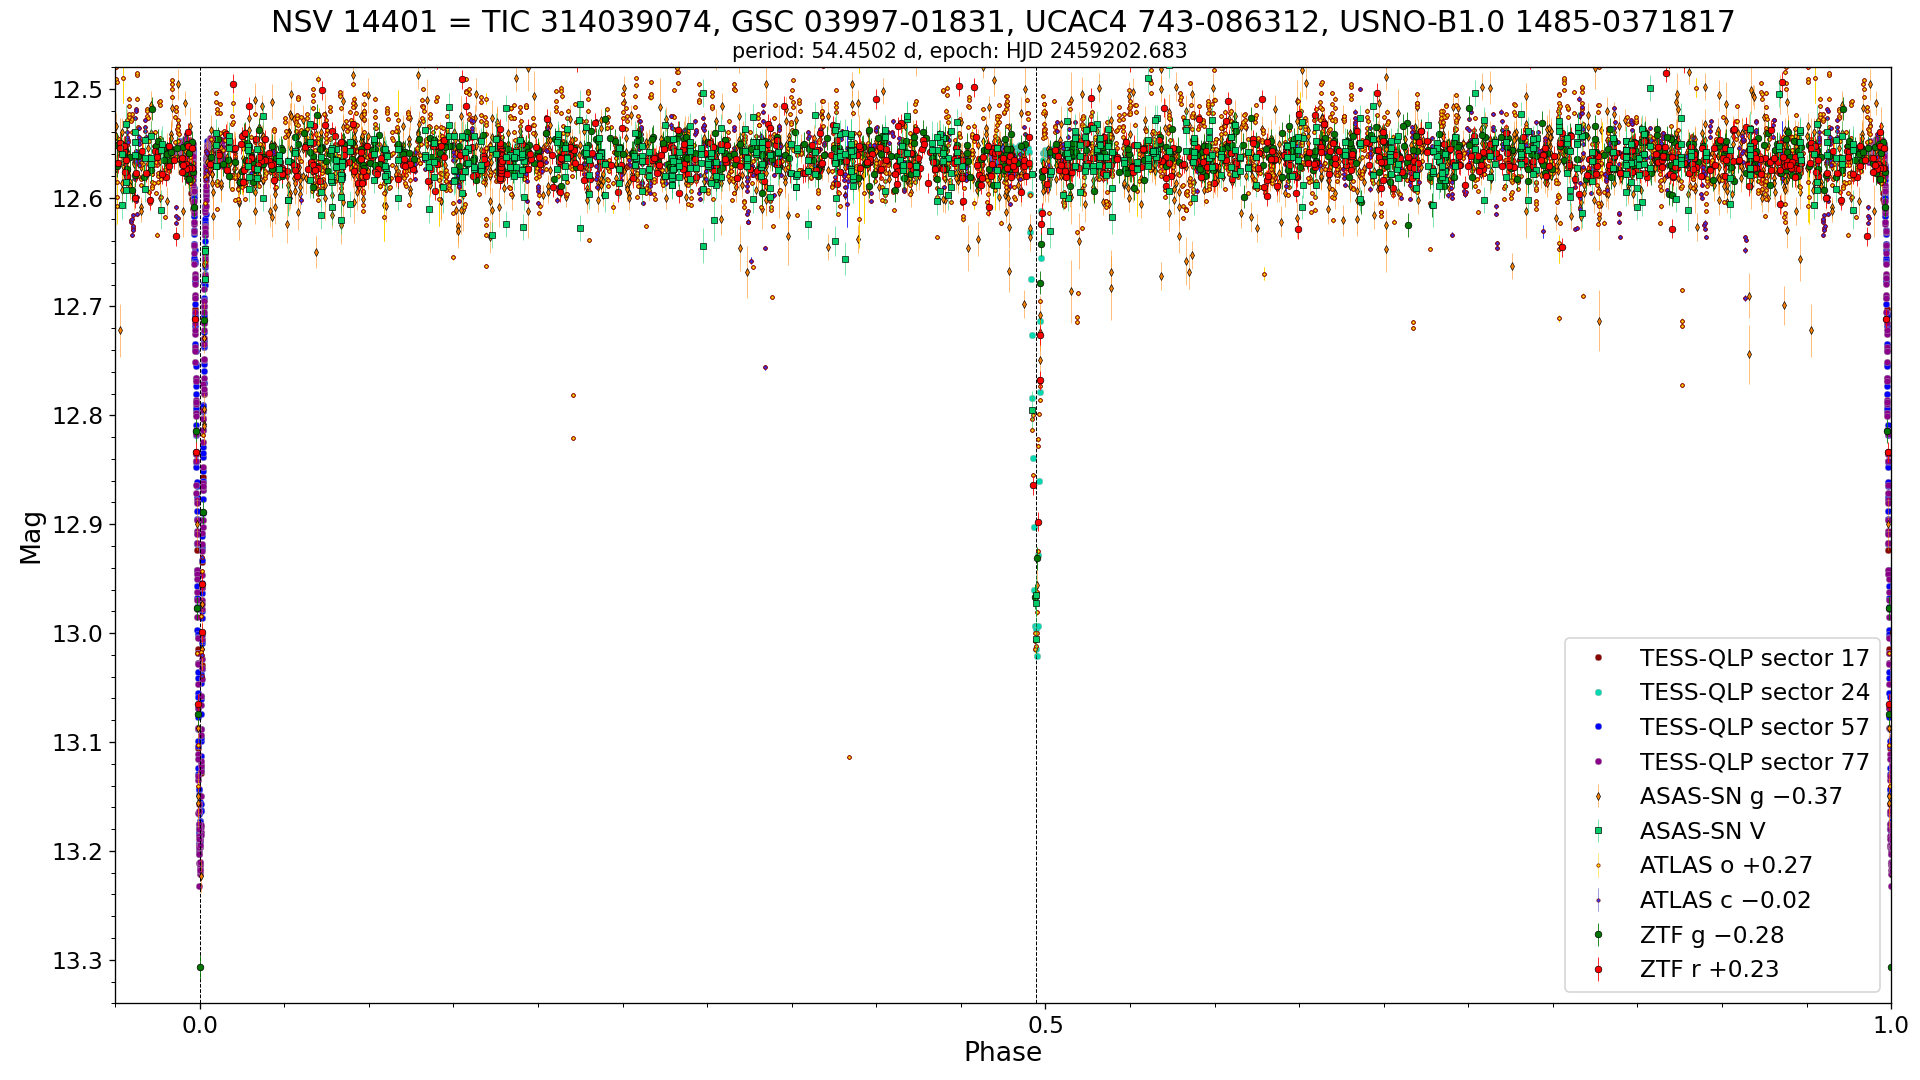 NSV 14401 = TIC 314039074, GSC 03997-01831, UCAC4 743-086312, USNO-B1.0 1485-0371817
period: 54.4502 d, epoch: HJD 2459202.683
12.5
12.6
12.7
12.8
12.9
13.0
13.1
13.2
13.3
Mag
TESS-QLP sector 17
TESS-QLP sector 24
TESS-QLP sector 57
TESS-QLP sector 77
ASAS-SN g −0.37
ASAS-SN V
ATLAS o +0.27
ATLAS c −0.02
ZTF g −0.28
ZTF r +0.23
0.0 0.5 1.0
Phase